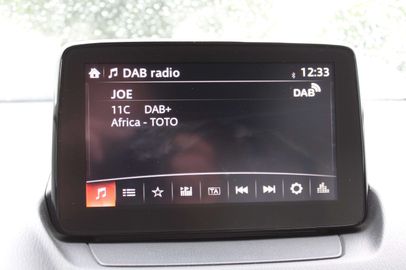 DAB radio 12:33
JOE DAB
11C DAB+
Africa - TOTO
TA